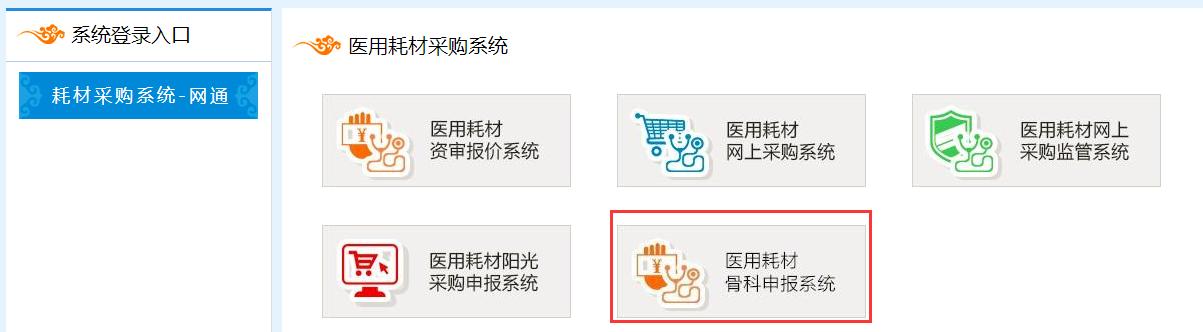 系统登录入口
耗材采购系统-网通
医用耗材采购系统
¥
医用耗材
资审报价系统
医用耗材
网上采购系统
医用耗材网上
采购监管系统
医用耗材阳光
采购申报系统
¥
医用耗材
骨科申报系统